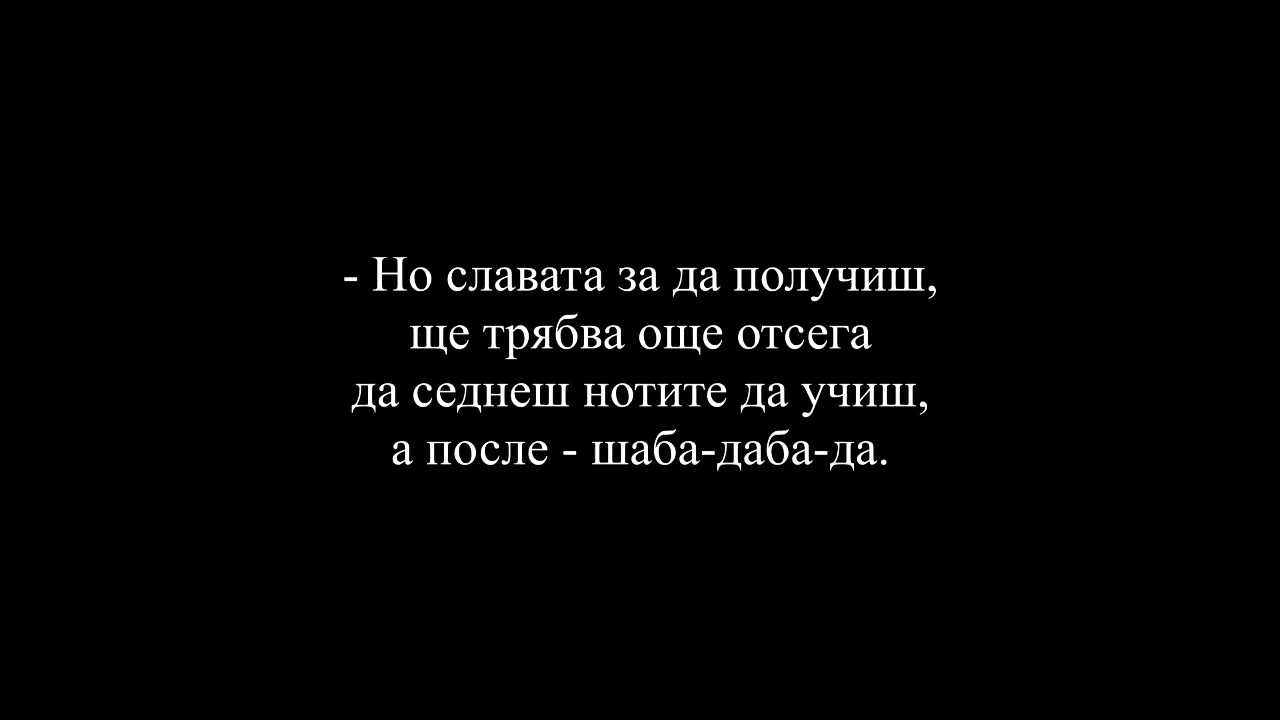 - Но славата за да получиш,
ще трябва още отсега
да седнеш нотите да учиш,
а после - шаба-даба-да.